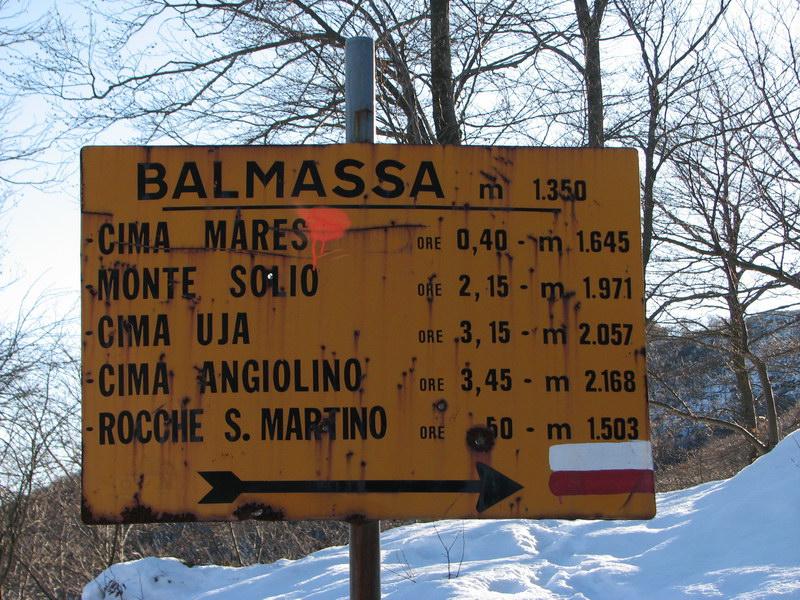 BALMASSA m 1.350
- CIMA MARES ORE 0,40 - m 1.645
- MONTE SOLIO ORE 2,15 - m 1.971
- CIMA UJA ORE 3,15 - m 2.057
- CIMA ANGIOLINO ORE 3,45 - m 2.168
- ROCCHE S. MARTINO ORE 50 - m 1.503